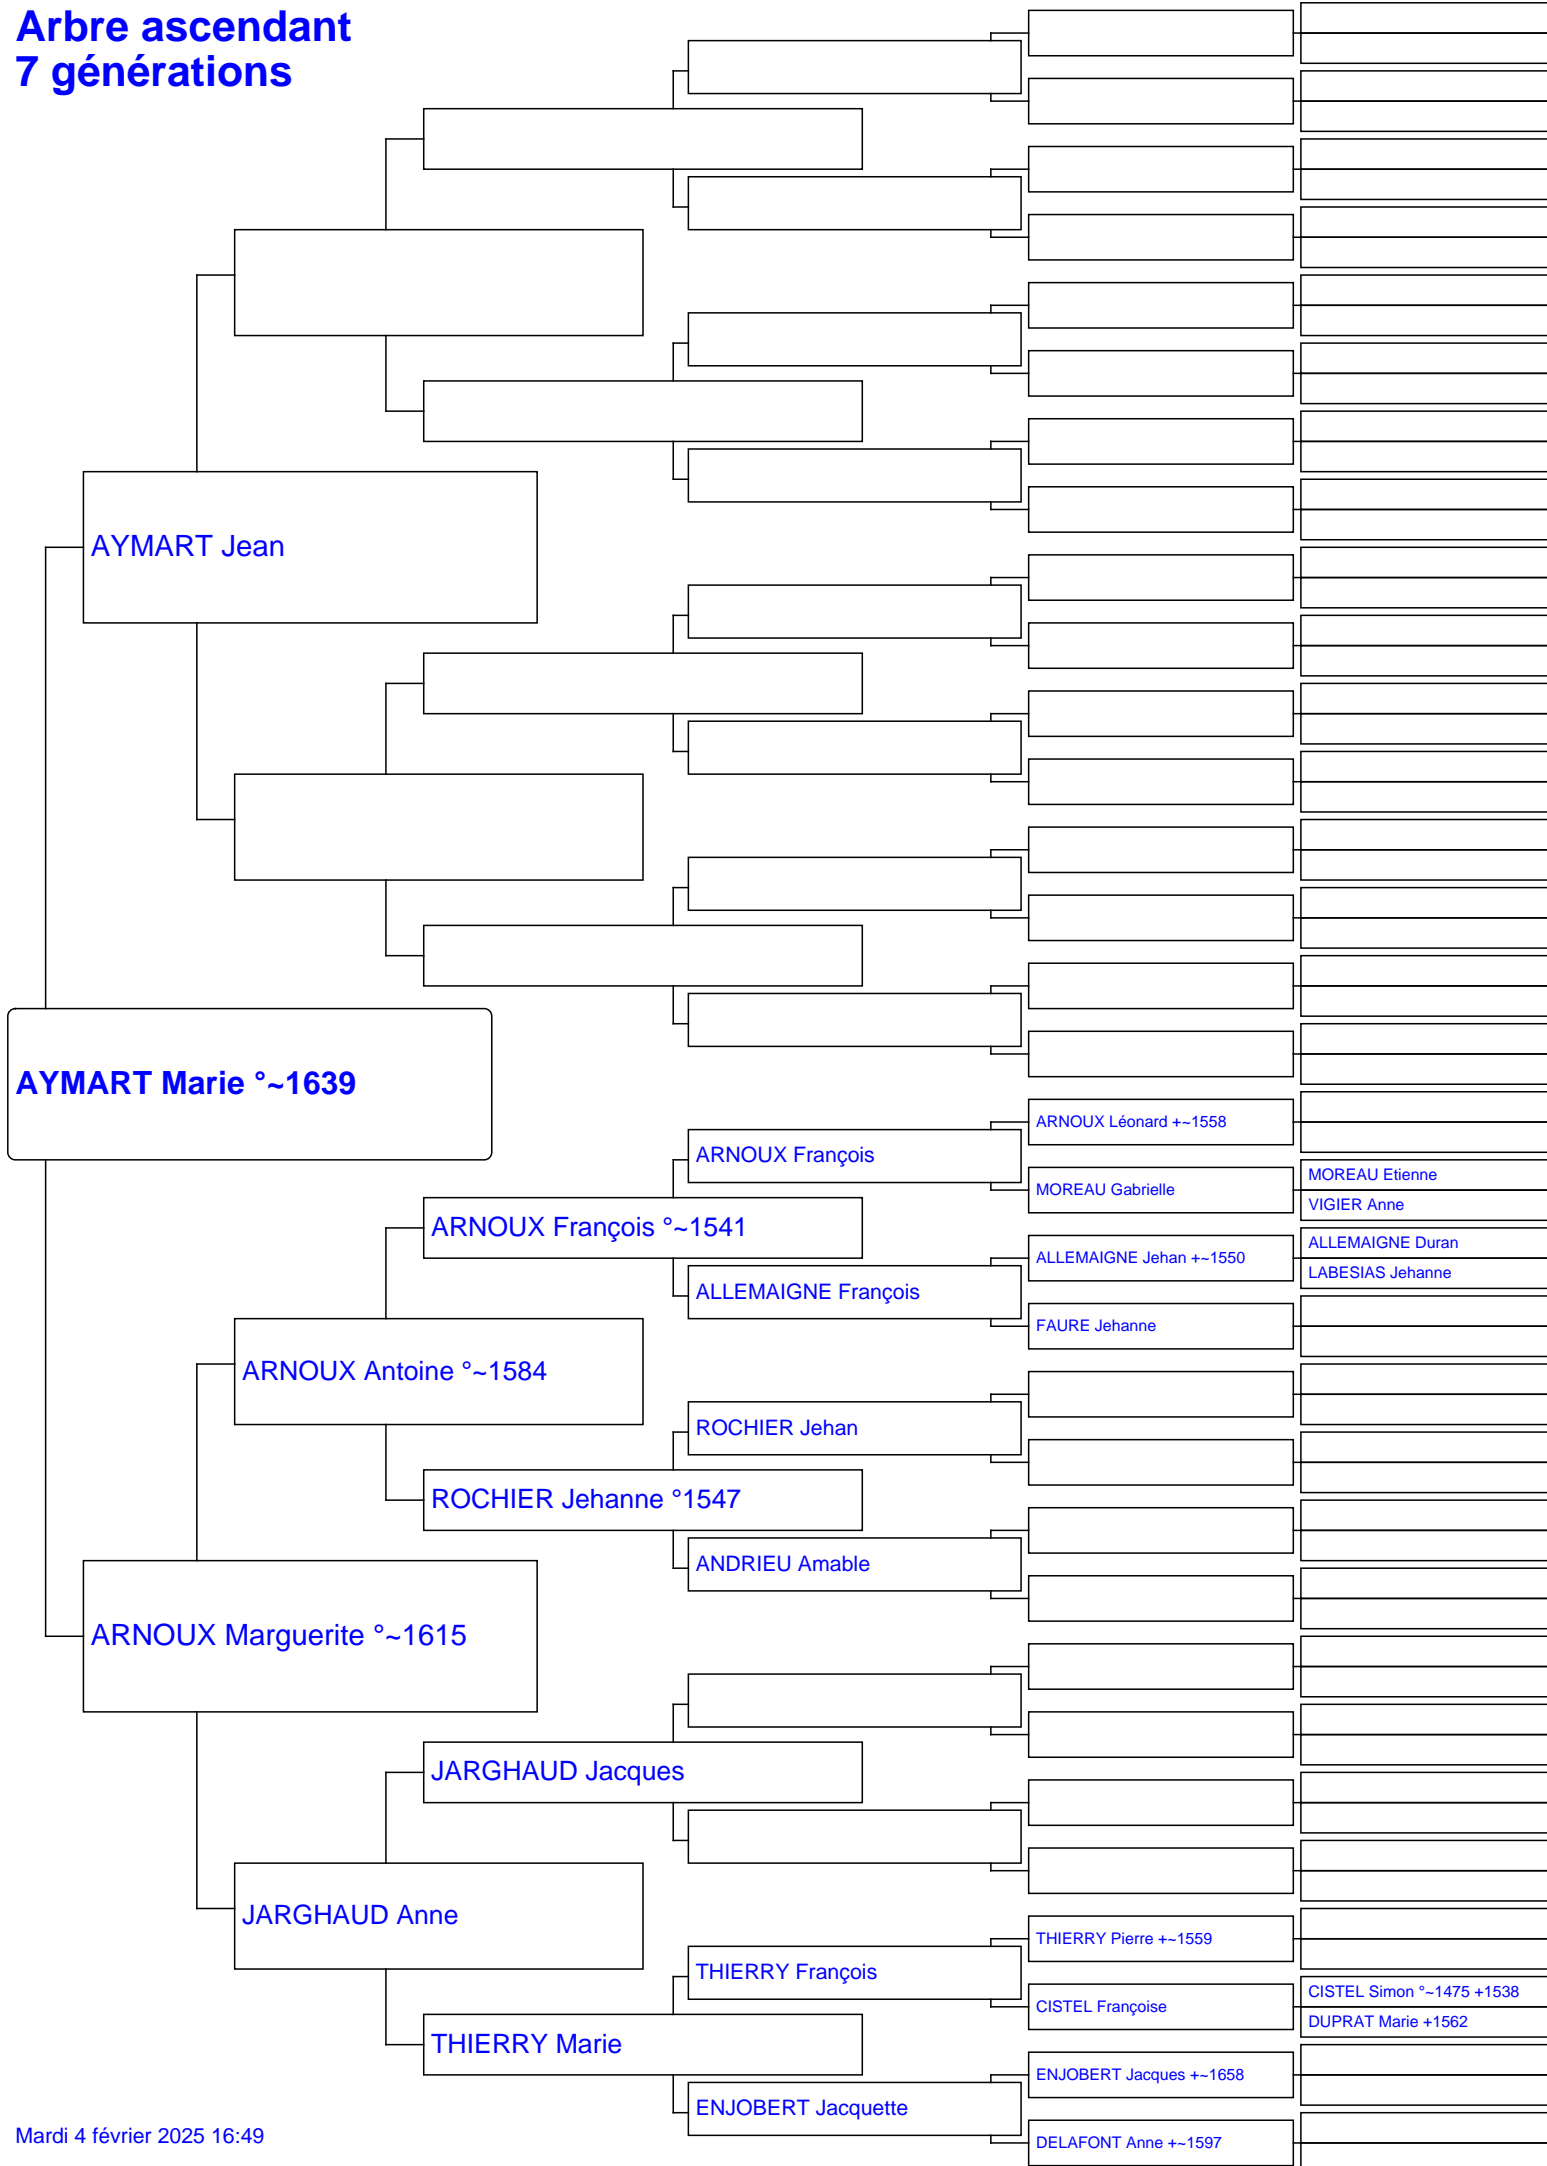 Arbre ascendant
7 générations
AYMART Jean
AYMART Marie °~1639
ARNOUX Léonard +~1558
ARNOUX François
MOREAU Etienne
MOREAU Gabrielle
VIGIER Anne
ARNOUX François °~1541
ALLEMAIGNE Duran
ALLEMAIGNE Jehan +~1550
LABESIAS Jehanne
ALLEMAIGNE François
FAURE Jehanne
ARNOUX Antoine °~1584
ROCHIER Jehan
ROCHIER Jehanne °1547
ANDRIEU Amable
ARNOUX Marguerite °~1615
JARGHAUD Jacques
JARGHAUD Anne
THIERRY Pierre +~1559
THIERRY François
CISTEL Simon °~1475 +1538
CISTEL Françoise
DUPRAT Marie +1562
THIERRY Marie
ENJOBERT Jacques +~1658
ENJOBERT Jacquette
DELAFONT Anne +~1597
Mardi 4 février 2025 16:49